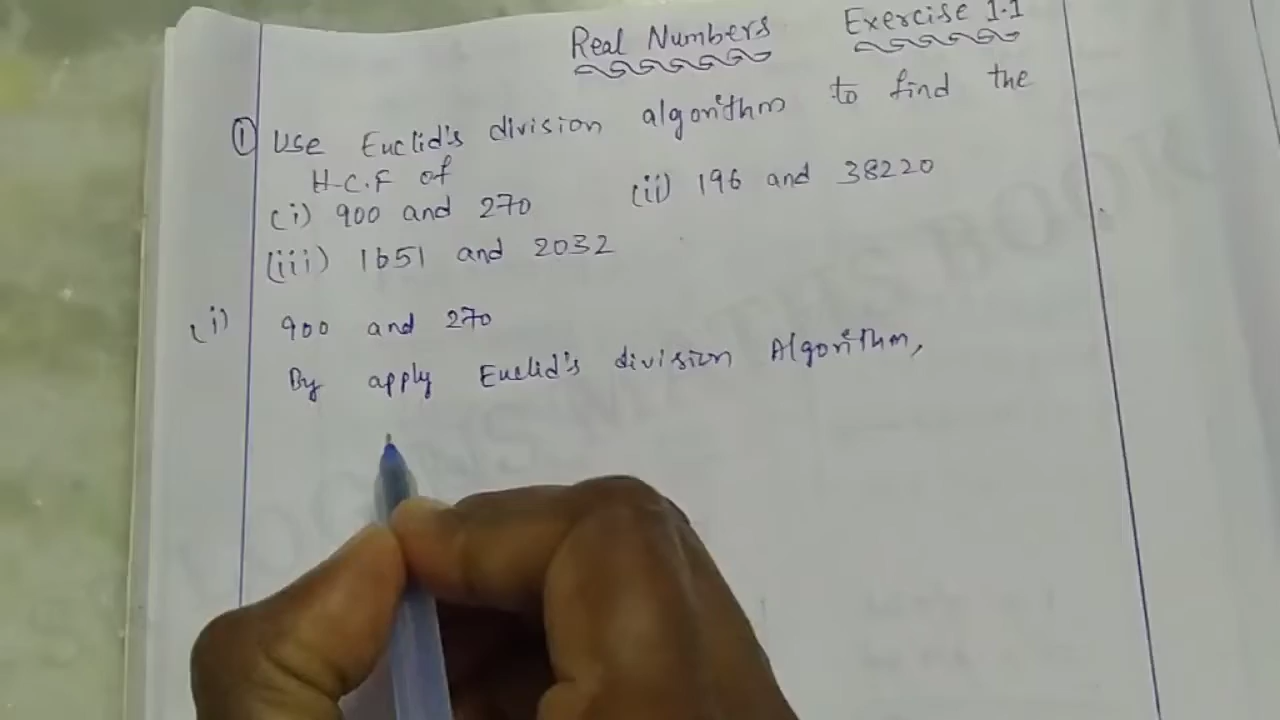 Real Numbers Exercise 1.1
① Use Euclid's division algorithm to find the
H.C.F of
(i) 900 and 270 (ii) 196 and 38220
(iii) 1651 and 2032
(i) 900 and 270
By apply Euclid's division Algorithm,